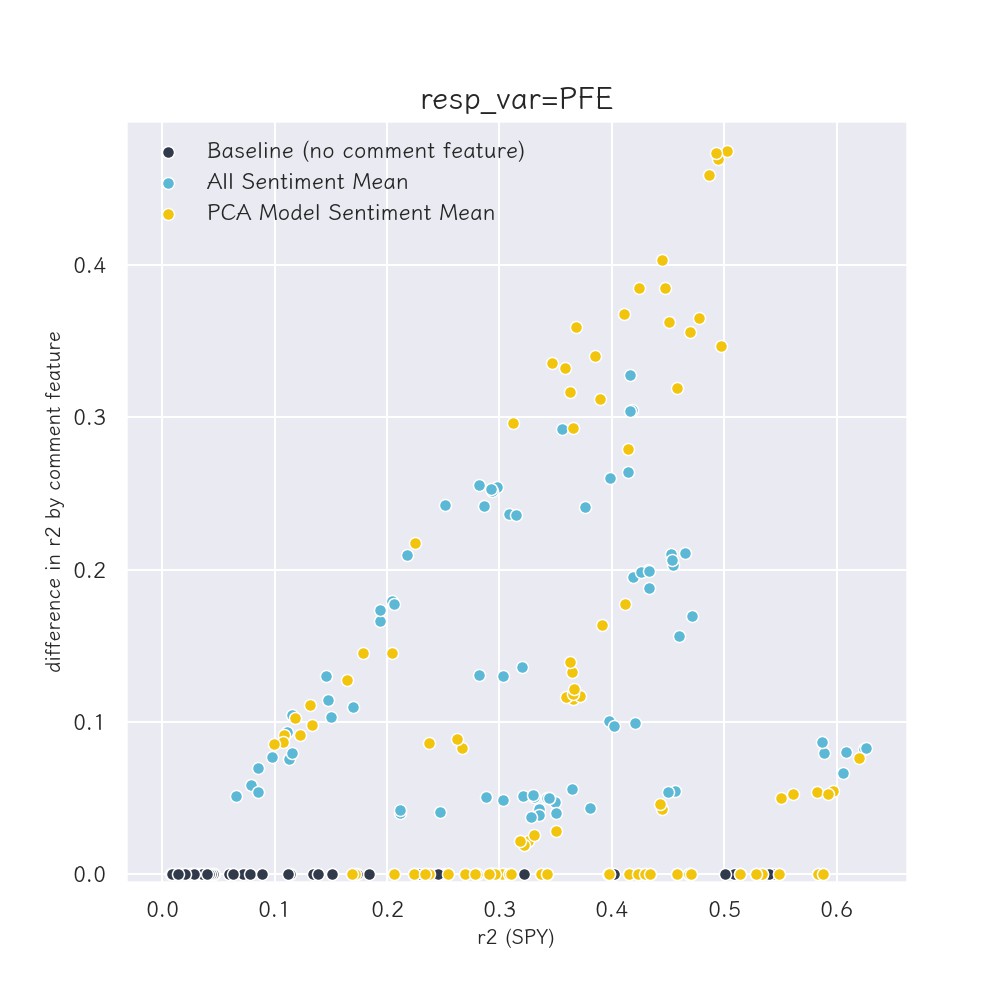 resp_var=PFE
Baseline (no comment feature)
All Sentiment Mean
PCA Model Sentiment Mean
difference in r2 by comment feature
0.4
0.3
0.2
0.1
0.0
0.0 0.1 0.2 0.3 0.4 0.5 0.6
r2 (SPY)